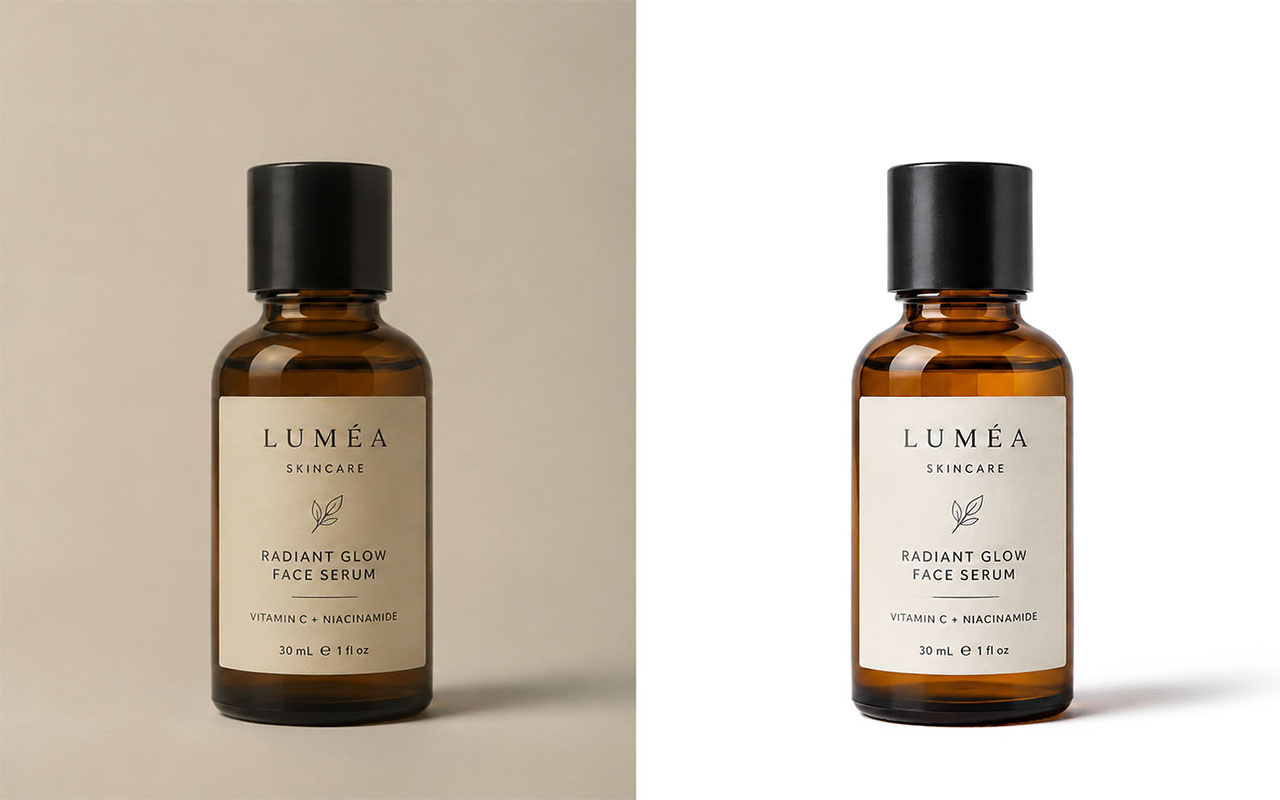 LUMÉA
SKINCARE
RADIANT GLOW
FACE SERUM
VITAMIN C + NIACINAMIDE
30 mL ℮ 1 fl oz
LUMÉA
SKINCARE
RADIANT GLOW
FACE SERUM
VITAMIN C + NIACINAMIDE
30 mL ℮ 1 fl oz